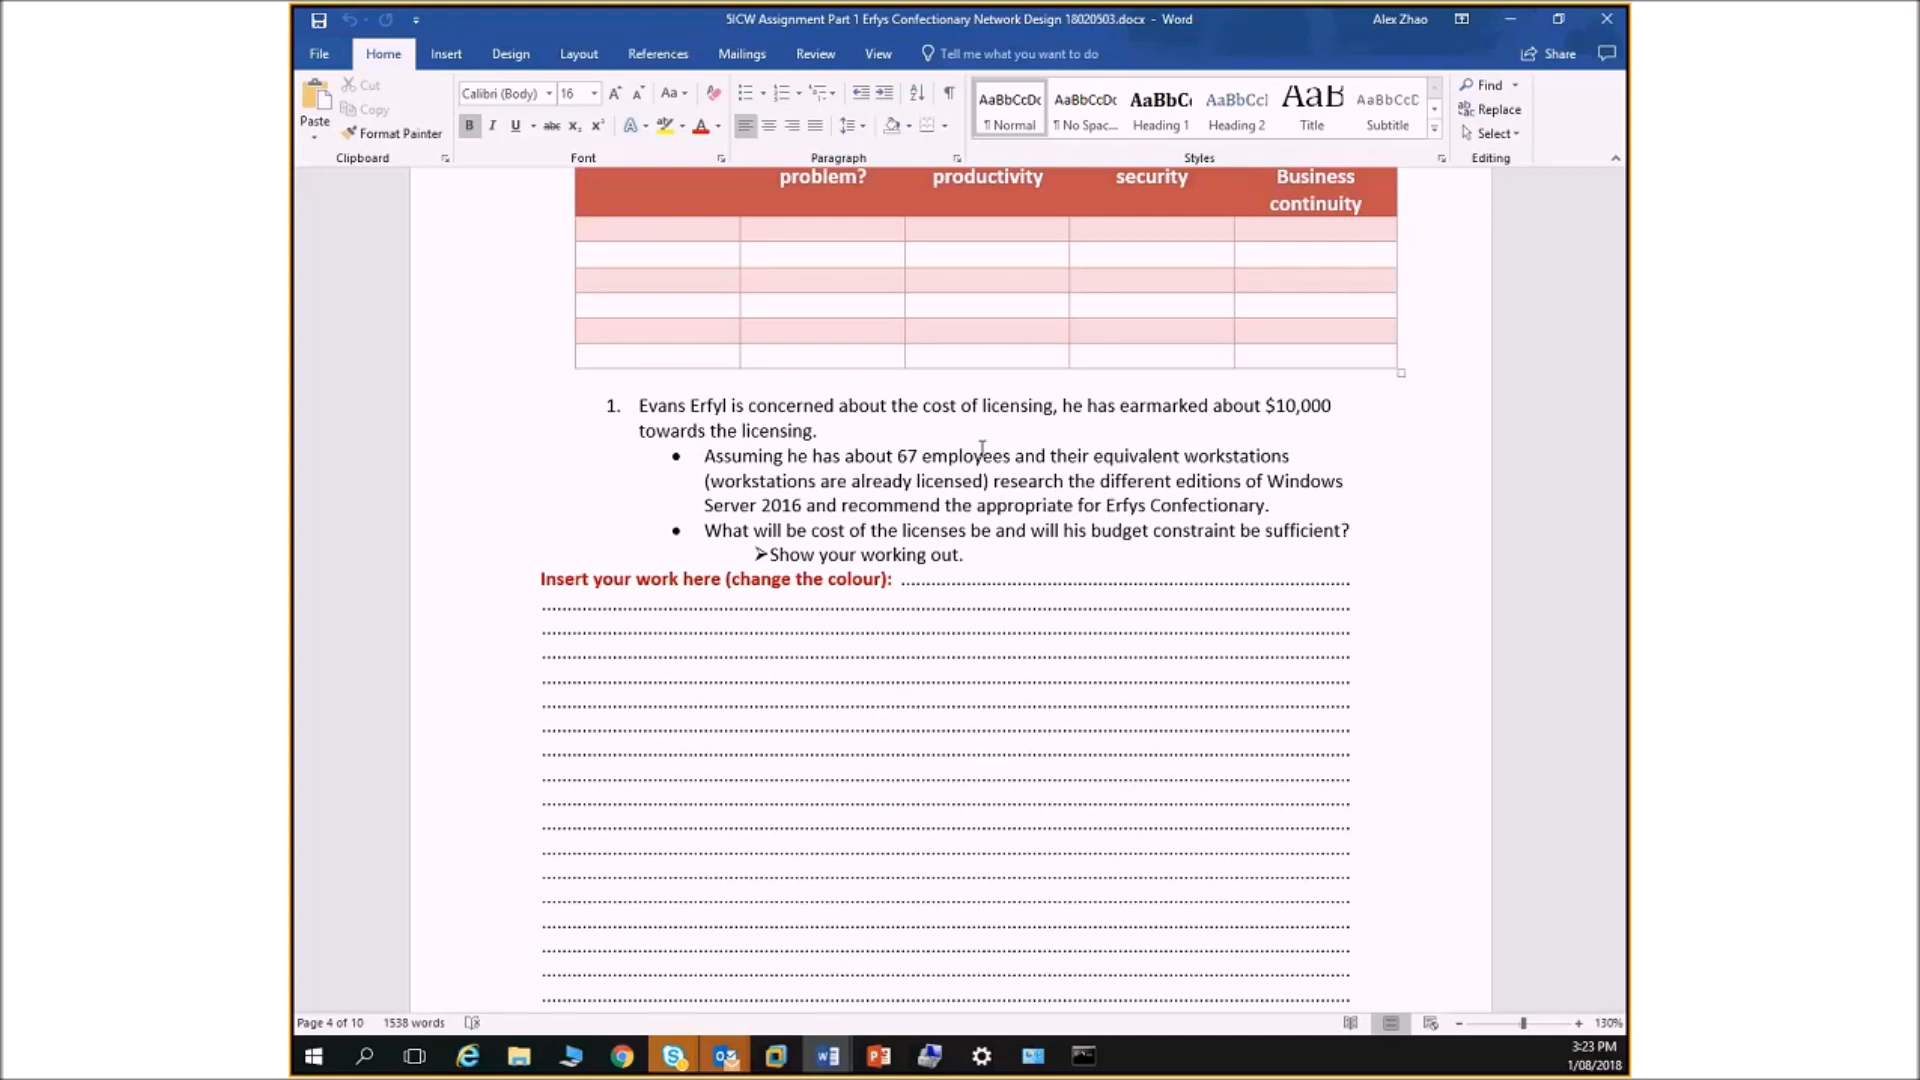 5ICW Assignment Part 1 Erfys Confectionary Network Design 18020503.docx - Word
Alex Zhao
File Home Insert Design Layout References Mailings Review View Tell me what you want to do
Share
Paste
Cut
Copy
Format Painter
Clipboard
Calibri (Body) 16
Font
Paragraph
AaBbCcDc AaBbCcDc AaBbC AaBbCcl AaB AaBbCcD
¶ Normal ¶ No Spac... Heading 1 Heading 2 Title Subtitle
Styles
Find
Replace
Select
Editing
problem? productivity security Business
continuity
1. Evans Erfyl is concerned about the cost of licensing, he has earmarked about $10,000
towards the licensing.
• Assuming he has about 67 employees and their equivalent workstations
(workstations are already licensed) research the different editions of Windows
Server 2016 and recommend the appropriate for Erfys Confectionary.
• What will be cost of the licenses be and will his budget constraint be sufficient?
➢Show your working out.
Insert your work here (change the colour):
Page 4 of 10 1538 words
130%
3:23 PM
1/08/2018